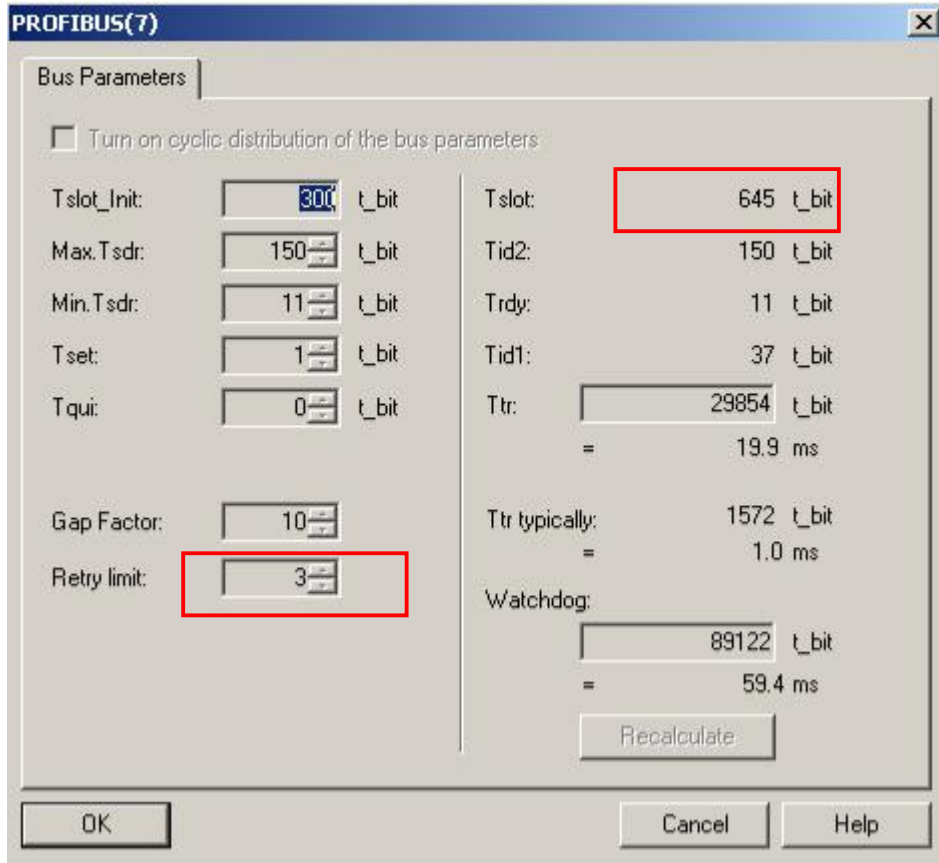 PROFIBUS(7)
Bus Parameters
Turn on cyclic distribution of the bus parameters
Tslot_Init: 300 t_bit
Max.Tsdr: 150 t_bit
Min.Tsdr: 11 t_bit
Tset: 1 t_bit
Tqui: 0 t_bit
Gap Factor: 10
Retry limit: 3
Tslot: 645 t_bit
Tid2: 150 t_bit
Trdy: 11 t_bit
Tid1: 37 t_bit
Ttr: 29854 t_bit
= 19.9 ms
Ttr typically: 1572 t_bit
= 1.0 ms
Watchdog:
89122 t_bit
= 59.4 ms
Recalculate
OK
Cancel
Help